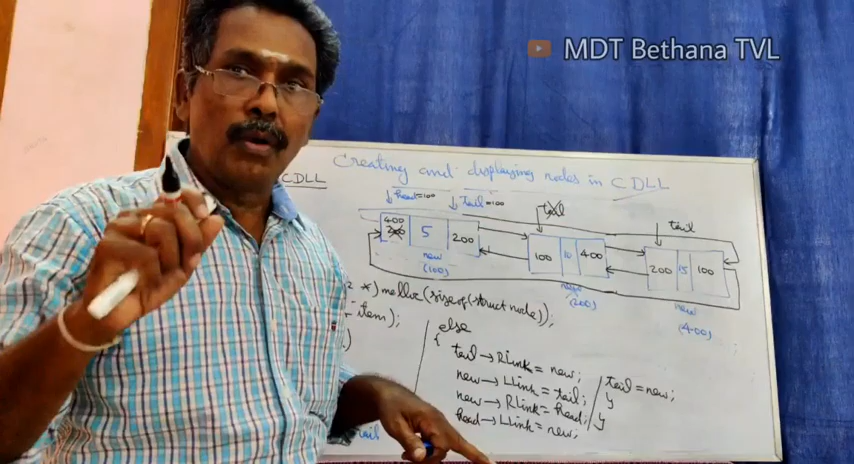 MDT Bethana TVL
Creating and displaying nodes in CDLL
CDLL
head=100 tail=100 tail tail
400 5 200 100 10 400 200 15 100
new new new
(100) (200) (400)
*) melloc(sizeof(struct node));
item);
else
{
tail→Rlink = new;
new→Llink = tail;
new→Rlink = head;
head→Llink = new;
tail = new;
}
}